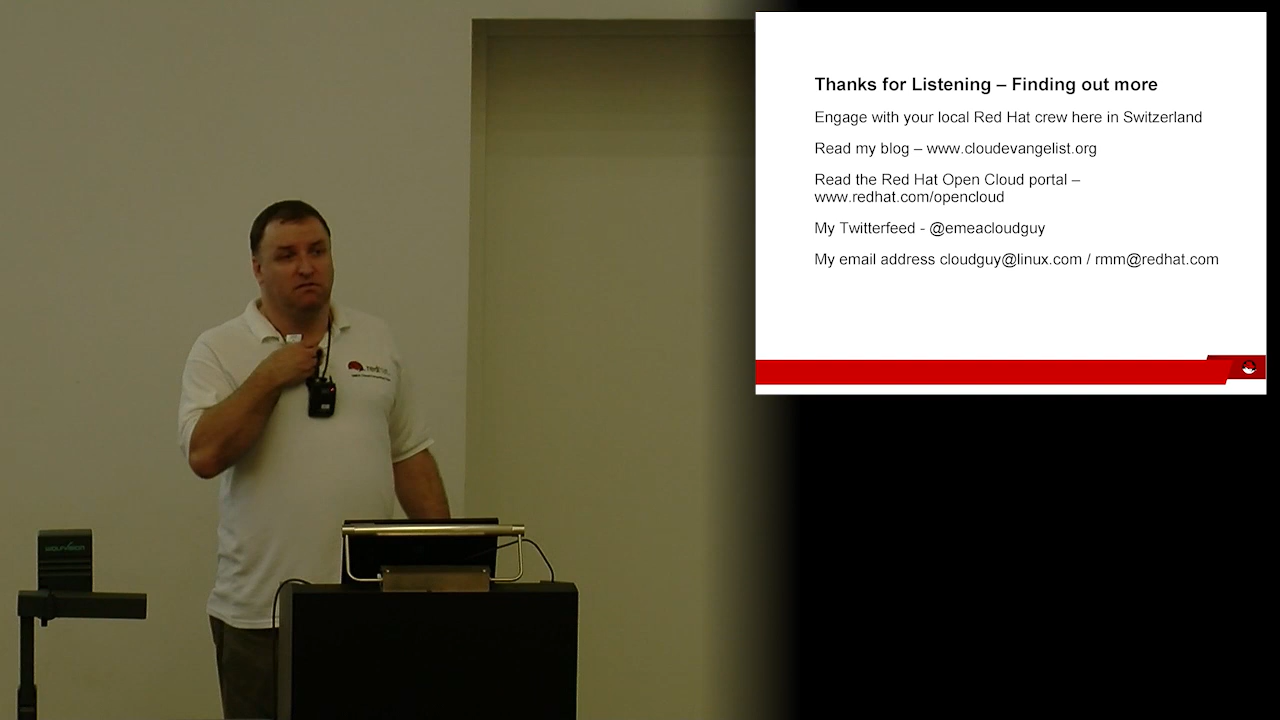 Thanks for Listening – Finding out more
Engage with your local Red Hat crew here in Switzerland
Read my blog – www.cloudevangelist.org
Read the Red Hat Open Cloud portal –
www.redhat.com/opencloud
My Twitterfeed - @emeacloudguy
My email address cloudguy@linux.com / rmm@redhat.com
redhat
wolfvision